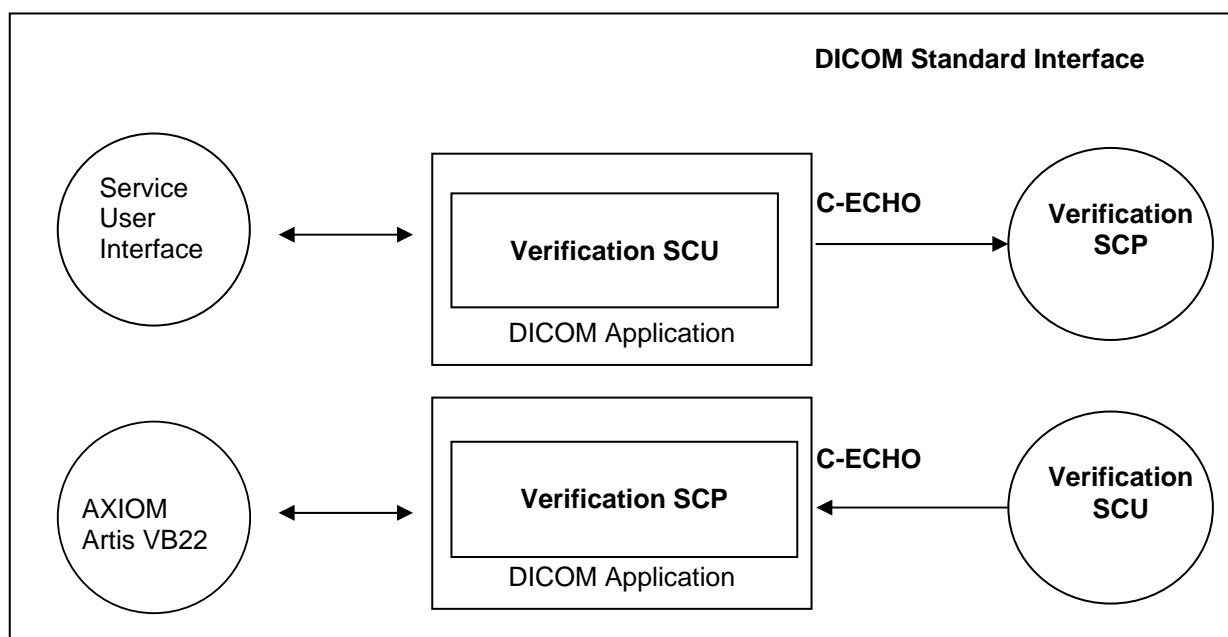 DICOM Standard Interface
Service
User
Interface
Verification SCU
DICOM Application
C-ECHO
Verification
SCP
AXIOM
Artis VB22
Verification SCP
DICOM Application
C-ECHO
Verification
SCU